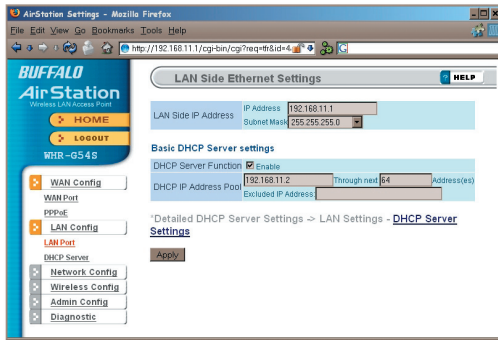 AirStation Settings - Mozilla Firefox
File Edit View Go Bookmarks Tools Help
http://192.168.11.1/cgi-bin/cgi?req=tfr&id=4
G
BUFFALO
AirStation
Wireless LAN Access Point
HOME
LOGOUT
WHR-G54S
WAN Config
WAN Port
PPPoE
LAN Config
LAN Port
DHCP Server
Network Config
Wireless Config
Admin Config
Diagnostic
LAN Side Ethernet Settings
? HELP
LAN Side IP Address
IP Address 192.168.11.1
Subnet Mask 255.255.255.0
Basic DHCP Server settings
DHCP Server Function Enable
DHCP IP Address Pool
192.168.11.2 Through next 64 Address(es)
Excluded IP Address:
*Detailed DHCP Server Settings -> LAN Settings - DHCP Server
Settings
Apply